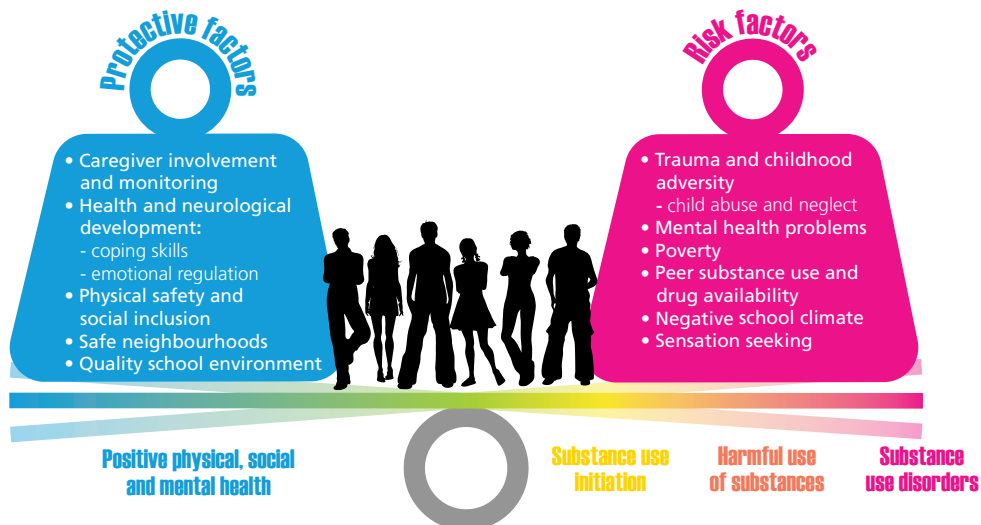 Protective factors
• Caregiver involvement
and monitoring
• Health and neurological
development:
- coping skills
- emotional regulation
• Physical safety and
social inclusion
• Safe neighbourhoods
• Quality school environment
Risk factors
• Trauma and childhood
adversity
- child abuse and neglect
• Mental health problems
• Poverty
• Peer substance use and
drug availability
• Negative school climate
• Sensation seeking
Positive physical, social
and mental health
Substance use
initiation
Harmful use
of substances
Substance
use disorders